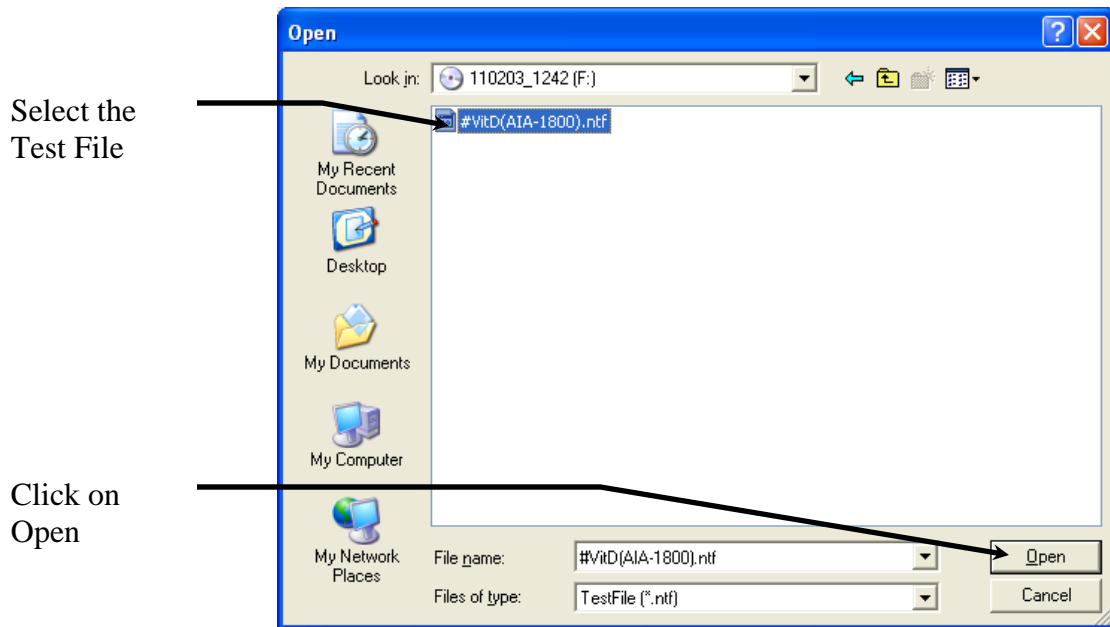 Open
Look in: 110203_1242 (F:)
Select the
Test File
#VitD(AIA-1800).ntf
My Recent
Documents
Desktop
My Documents
My Computer
Click on
Open
My Network
Places
File name: #VitD(AIA-1800).ntf Open
Files of type: TestFile (*.ntf) Cancel